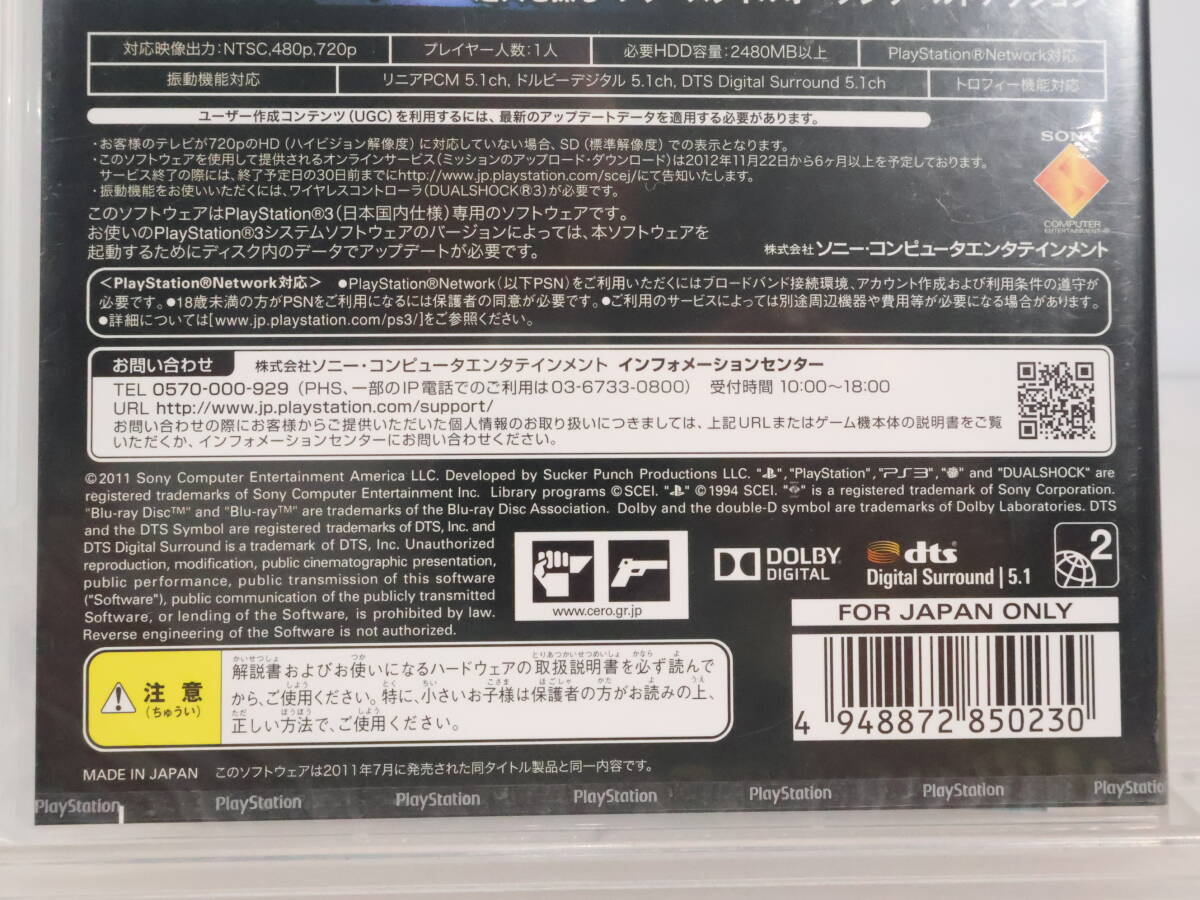 対応映像出力:NTSC,480p,720p プレイヤー人数:1人 必要HDD容量:2480MB以上 PlayStation®Network対応
振動機能対応 リニアPCM 5.1ch, ドルビーデジタル 5.1ch, DTS Digital Surround 5.1ch トロフィー機能対応
ユーザー作成コンテンツ(UGC)を利用するには、最新のアップデートデータを適用する必要があります。
・お客様のテレビが720pのHD(ハイビジョン解像度)に対応していない場合、SD(標準解像度)での表示となります。
・このソフトウェアを使用して提供されるオンラインサービス(ミッションのアップロード・ダウンロード)は2012年11月22日から6ヶ月以上を予定しております。
サービス終了の際には、終了予定日の30日前までにhttp://www.jp.playstation.com/scej/にて告知いたします。
・振動機能をお使いいただくには、ワイヤレスコントローラ(DUALSHOCK®3)が必要です。
このソフトウェアはPlayStation®3(日本国内仕様)専用のソフトウェアです。
お使いのPlayStation®3システムソフトウェアのバージョンによっては、本ソフトウェアを
起動するためにディスク内のデータでアップデートが必要です。
SONY
COMPUTER
ENTERTAINMENT®
株式会社ソニー・コンピュータエンタテインメント
<PlayStation®Network対応> ●PlayStation®Network(以下PSN)をご利用いただくにはブロードバンド接続環境、アカウント作成および利用条件の遵守が
必要です。●18歳未満の方がPSNをご利用になるには保護者の同意が必要です。●ご利用のサービスによっては別途周辺機器や費用等が必要になる場合があります。
●詳細については[www.jp.playstation.com/ps3/]をご参照ください。
お問い合わせ 株式会社ソニー・コンピュータエンタテインメント インフォメーションセンター
TEL 0570-000-929(PHS、一部のIP電話でのご利用は03-6733-0800) 受付時間 10:00〜18:00
URL http://www.jp.playstation.com/support/
お問い合わせの際にお客様からご提供いただいた個人情報のお取り扱いにつきましては、上記URLまたはゲーム機本体の説明書をご覧
いただくか、インフォメーションセンターにお問い合わせください。
©2011 Sony Computer Entertainment America LLC. Developed by Sucker Punch Productions LLC. "", "PlayStation", "PS3", "" and "DUALSHOCK" are
registered trademarks of Sony Computer Entertainment Inc. Library programs ©SCEI. "" ©1994 SCEI. "" is a registered trademark of Sony Corporation.
"Blu-ray Disc™" and "Blu-ray™" are trademarks of the Blu-ray Disc Association. Dolby and the double-D symbol are trademarks of Dolby Laboratories. DTS
and the DTS Symbol are registered trademarks of DTS, Inc. and
DTS Digital Surround is a trademark of DTS, Inc. Unauthorized
reproduction, modification, public cinematographic presentation,
public performance, public transmission of this software
("Software"), public communication of the publicly transmitted
Software, or lending of the Software, is prohibited by law.
Reverse engineering of the Software is not authorized.
www.cero.gr.jp
DOLBY
DIGITAL
dts
Digital Surround | 5.1
2
FOR JAPAN ONLY
4 948872 850230
注意
(ちゅうい)
かいせつしょ つか とりあつかいせつめいしょ かなら よ
解説書およびお使いになるハードウェアの取扱説明書を必ず読んで
しよう とく ちい こさま ほごしゃ かた よ うえ
から、ご使用ください。特に、小さいお子様は保護者の方がお読みの上、
ただ ほうほう しよう
正しい方法で、ご使用ください。
MADE IN JAPAN このソフトウェアは2011年7月に発売された同タイトル製品と同一内容です。
PlayStation PlayStation PlayStation PlayStation PlayStation PlayStation PlayStatio